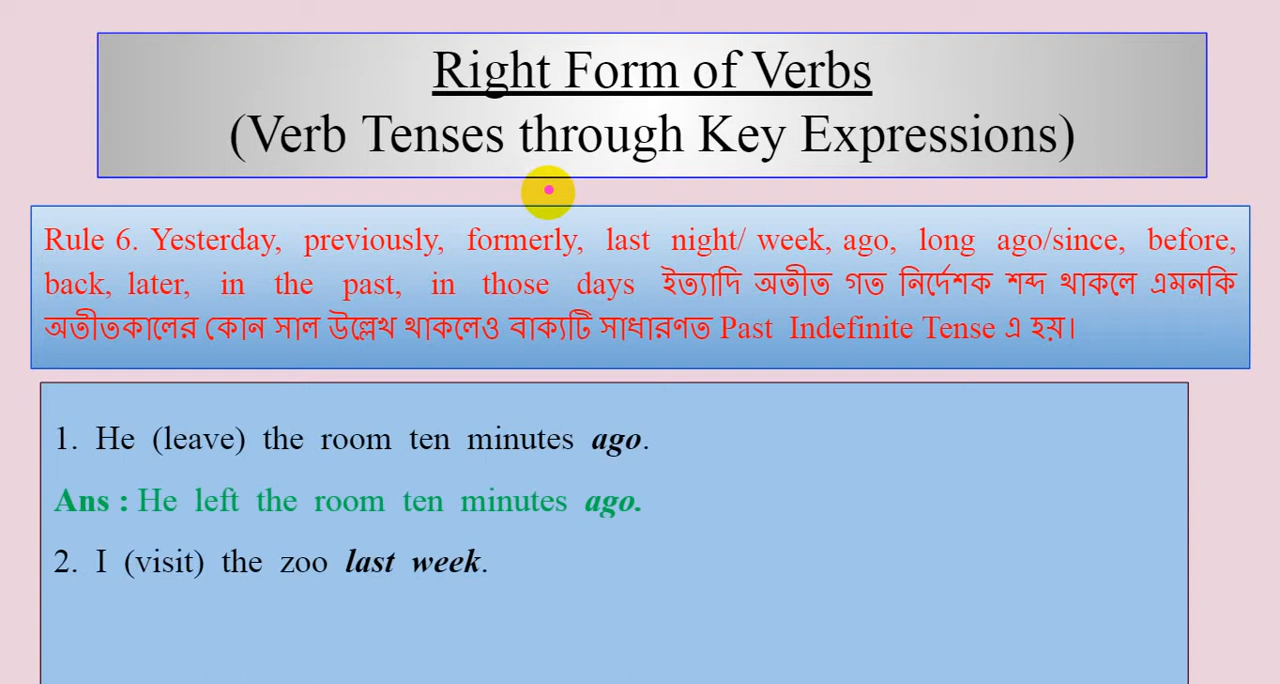 Right Form of Verbs
(Verb Tenses through Key Expressions)
Rule 6. Yesterday, previously, formerly, last night/ week, ago, long ago/since, before,
back, later, in the past, in those days ইত্যাদি অতীত গত নির্দেশক শব্দ থাকলে এমনকি
অতীতকালের কোন সাল উল্লেখ থাকলেও বাক্যটি সাধারণত Past Indefinite Tense এ হয়।
1. He (leave) the room ten minutes ago.
Ans : He left the room ten minutes ago.
2. I (visit) the zoo last week.